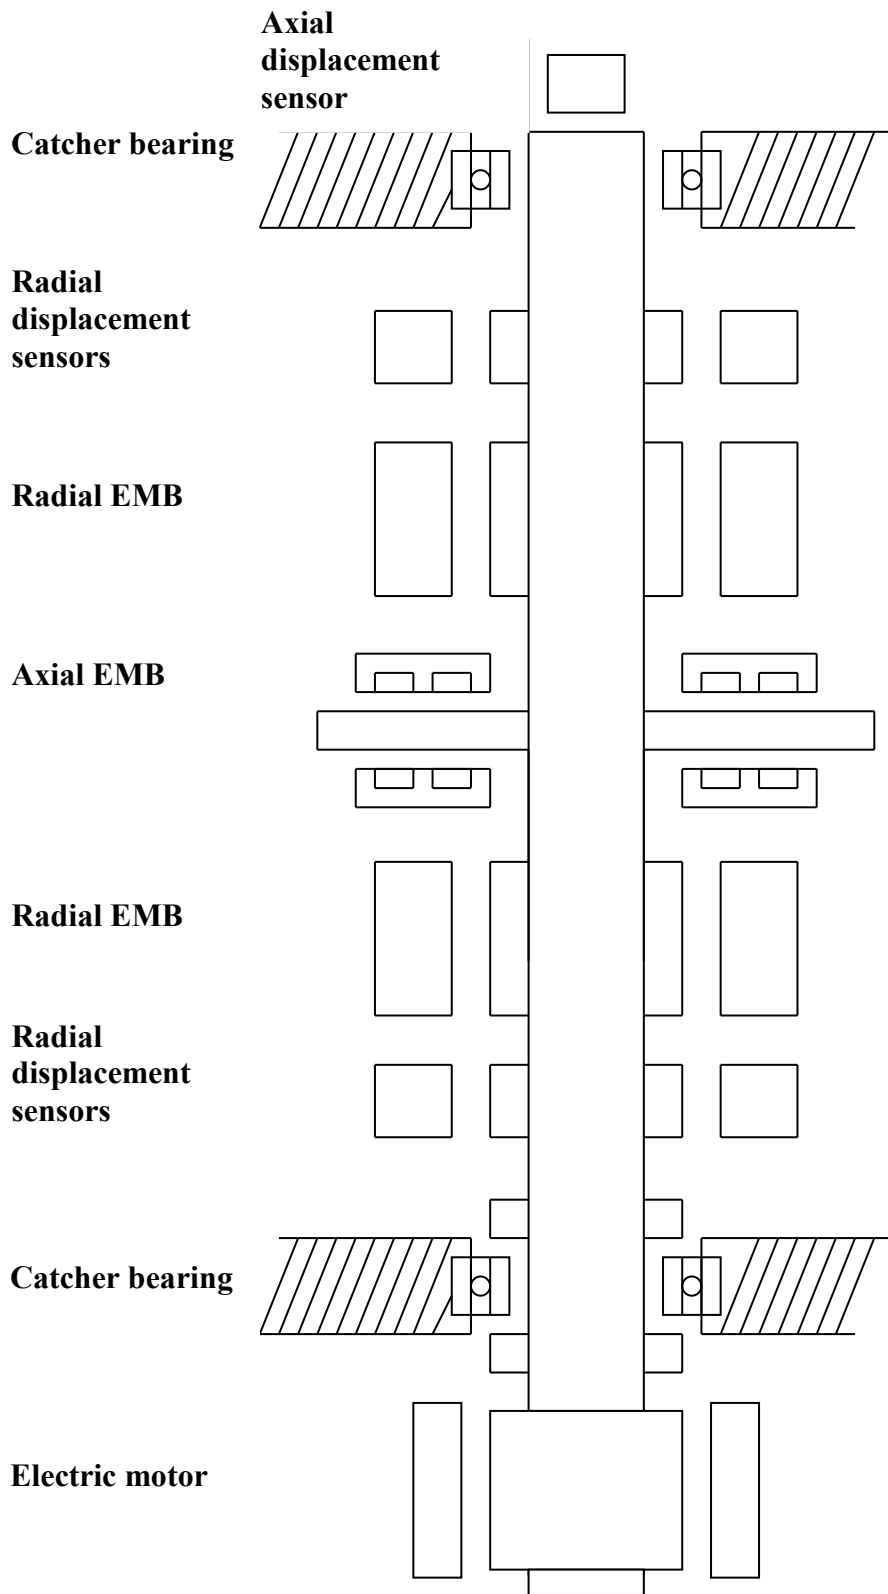 Axial
displacement
sensor
Catcher bearing
Radial
displacement
sensors
Radial EMB
Axial EMB
Radial EMB
Radial
displacement
sensors
Catcher bearing
Electric motor